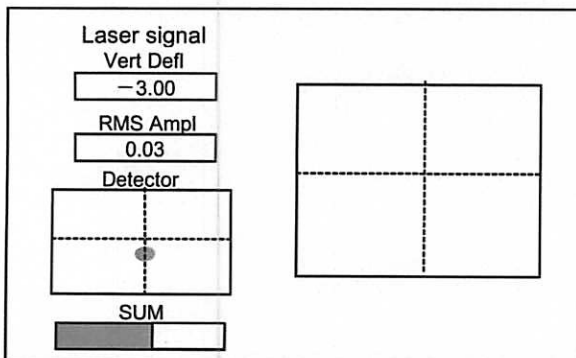 Laser signal
Vert Defl
−3.00
RMS Ampl
0.03
Detector
SUM